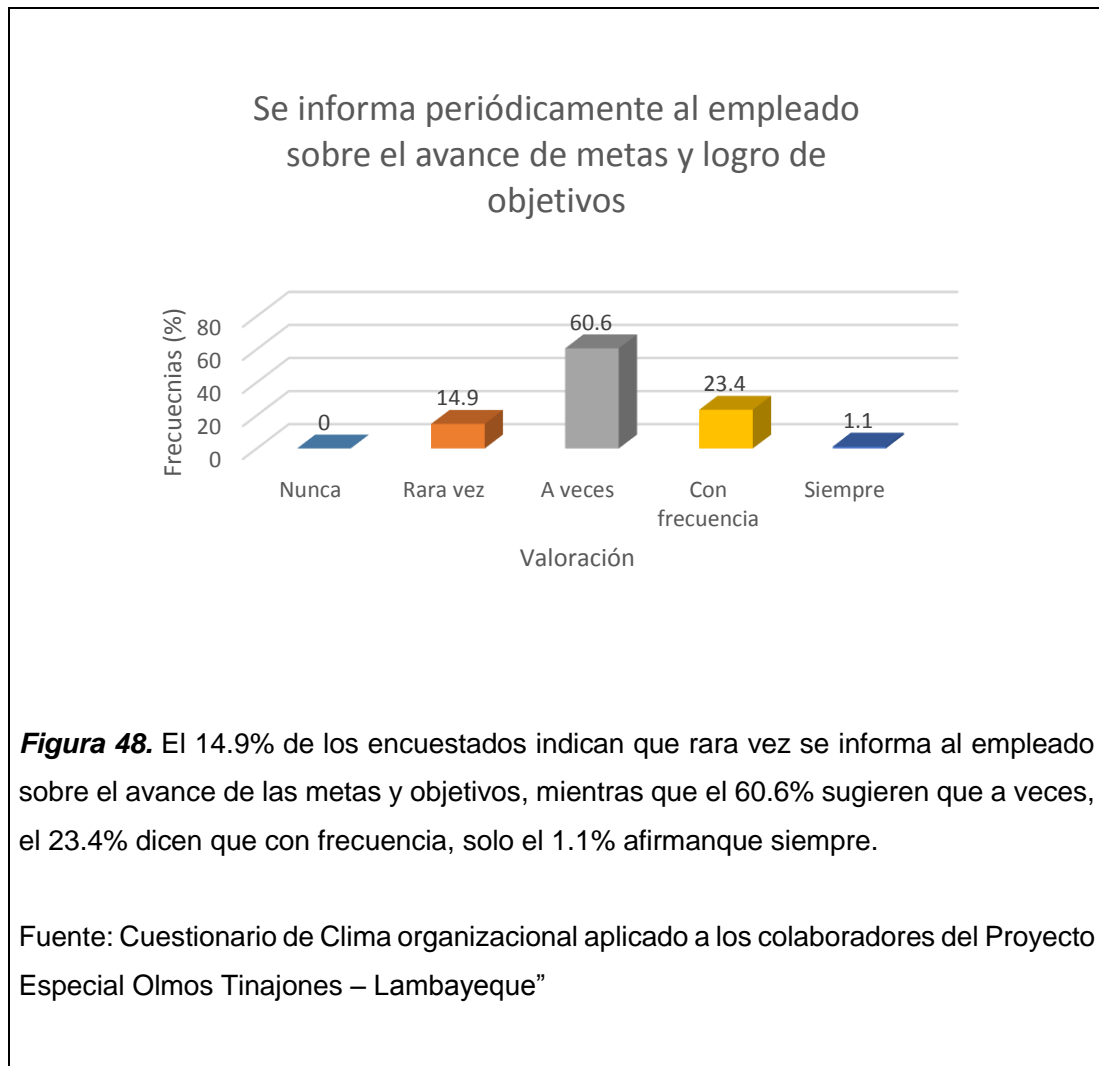 Se informa periódicamente al empleado
sobre el avance de metas y logro de
objetivos
Frecuecnias (%)
80
60
40
20
0
0
14.9
60.6
23.4
1.1
Nunca
Rara vez
A veces
Con
frecuencia
Siempre
Valoración
Figura 48. El 14.9% de los encuestados indican que rara vez se informa al empleado
sobre el avance de las metas y objetivos, mientras que el 60.6% sugieren que a veces,
el 23.4% dicen que con frecuencia, solo el 1.1% afirmanque siempre.
Fuente: Cuestionario de Clima organizacional aplicado a los colaboradores del Proyecto
Especial Olmos Tinajones – Lambayeque”